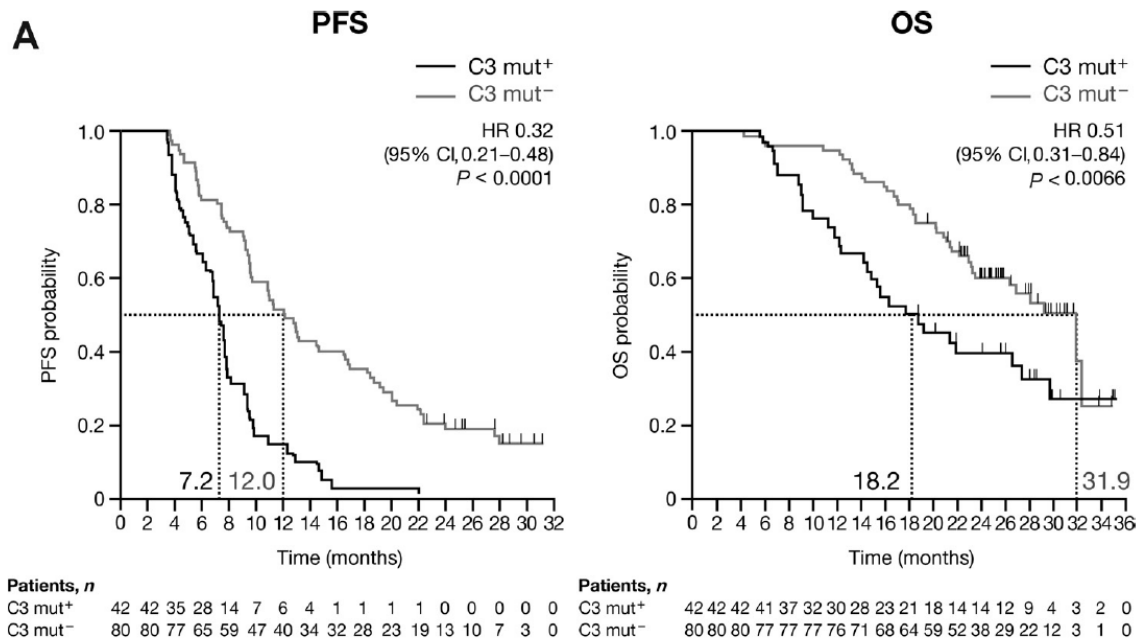 A
PFS
C3 mut⁺
C3 mut⁻
HR 0.32
(95% CI, 0.21–0.48)
P < 0.0001
1.0
0.8
0.6
0.4
0.2
0
PFS probability
7.2
12.0
0 2 4 6 8 10 12 14 16 18 20 22 24 26 28 30 32
Time (months)
Patients, n
C3 mut⁺ 42 42 35 28 14 7 6 4 1 1 1 1 0 0 0 0 0
C3 mut⁻ 80 80 77 65 59 47 40 34 32 28 23 19 13 10 7 3 0
OS
C3 mut⁺
C3 mut⁻
HR 0.51
(95% CI, 0.31–0.84)
P < 0.0066
1.0
0.8
0.6
0.4
0.2
0
OS probability
18.2
31.9
0 2 4 6 8 10 12 14 16 18 20 22 24 26 28 30 32 34 36
Time (months)
Patients, n
C3 mut⁺ 42 42 42 41 37 32 30 28 23 21 18 14 14 12 9 4 3 2 0
C3 mut⁻ 80 80 80 77 77 77 76 71 68 64 59 52 38 29 22 12 3 1 0